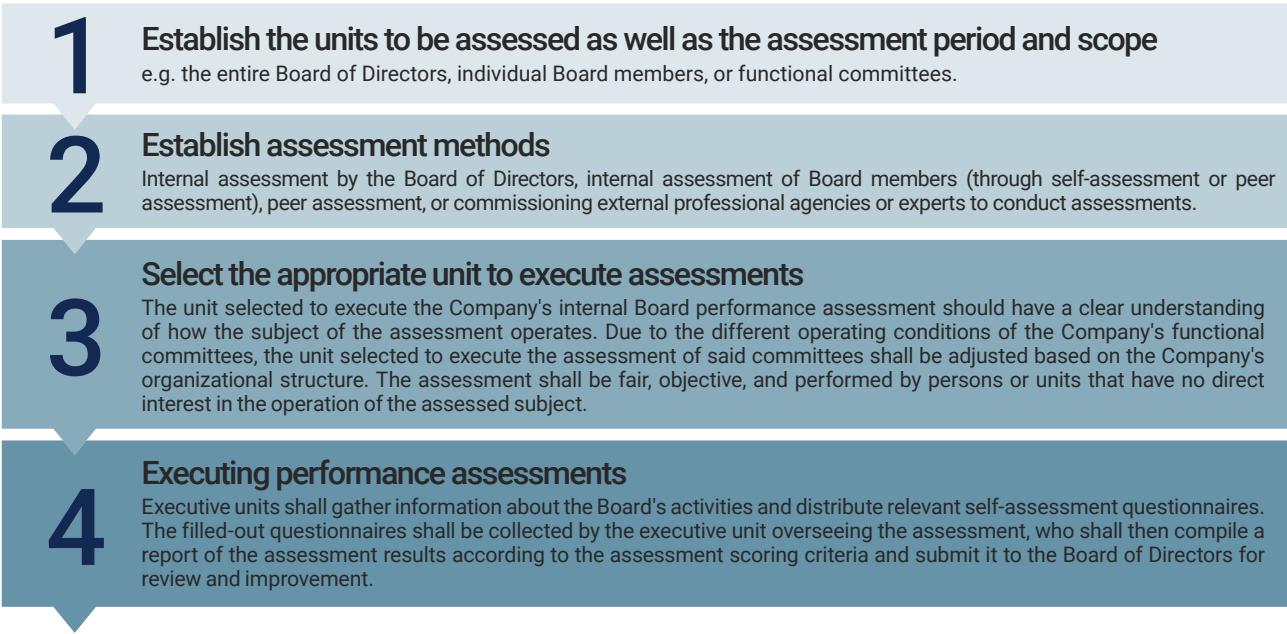 1
Establish the units to be assessed as well as the assessment period and scope
e.g. the entire Board of Directors, individual Board members, or functional committees.
2
Establish assessment methods
Internal assessment by the Board of Directors, internal assessment of Board members (through self-assessment or peer
assessment), peer assessment, or commissioning external professional agencies or experts to conduct assessments.
3
Select the appropriate unit to execute assessments
The unit selected to execute the Company's internal Board performance assessment should have a clear understanding
of how the subject of the assessment operates. Due to the different operating conditions of the Company's functional
committees, the unit selected to execute the assessment of said committees shall be adjusted based on the Company's
organizational structure. The assessment shall be fair, objective, and performed by persons or units that have no direct
interest in the operation of the assessed subject.
4
Executing performance assessments
Executive units shall gather information about the Board's activities and distribute relevant self-assessment questionnaires.
The filled-out questionnaires shall be collected by the executive unit overseeing the assessment, who shall then compile a
report of the assessment results according to the assessment scoring criteria and submit it to the Board of Directors for
review and improvement.